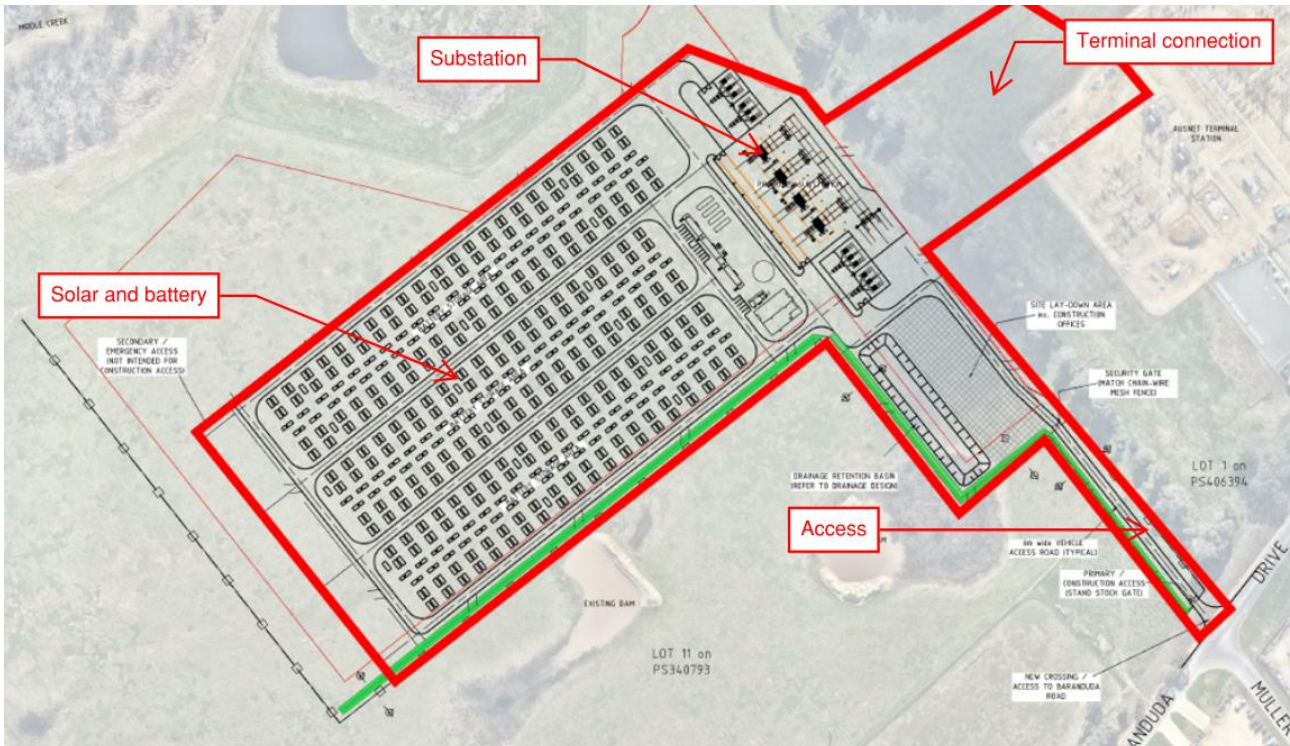 MIDDLE CREEK
Substation
Terminal connection
AUSNET TERMINAL
STATION
Solar and battery
SECONDARY /
EMERGENCY ACCESS
(NOT INTENDED FOR
CONSTRUCTION ACCESS)
SITE LAY-DOWN AREA
inc. CONSTRUCTION
OFFICES
SECURITY GATE
(MATCH CHAIN-WIRE
MESH FENCE)
LOT 1 on
PS406394
DRAINAGE RETENTION BASIN
(REFER TO DRAINAGE DESIGN)
Access
6m wide VEHICLE
ACCESS ROAD (TYPICAL)
PRIMARY /
CONSTRUCTION ACCESS
(STAND STOCK GATE)
DRIVE
EXISTING DAM
LOT 11 on
PS340793
NEW CROSSING /
ACCESS TO BARANDUDA
ROAD
ANDUDA
MULLER